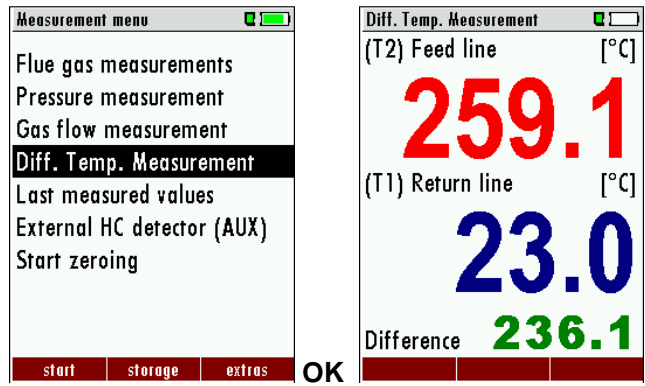 Measurement menu
Flue gas measurements
Pressure measurement
Gas flow measurement
Diff. Temp. Measurement
Last measured values
External HC detector (AUX)
Start zeroing
start storage extras
OK
Diff. Temp. Measurement
(T2) Feed line [°C]
259.1
(T1) Return line [°C]
23.0
Difference 236.1